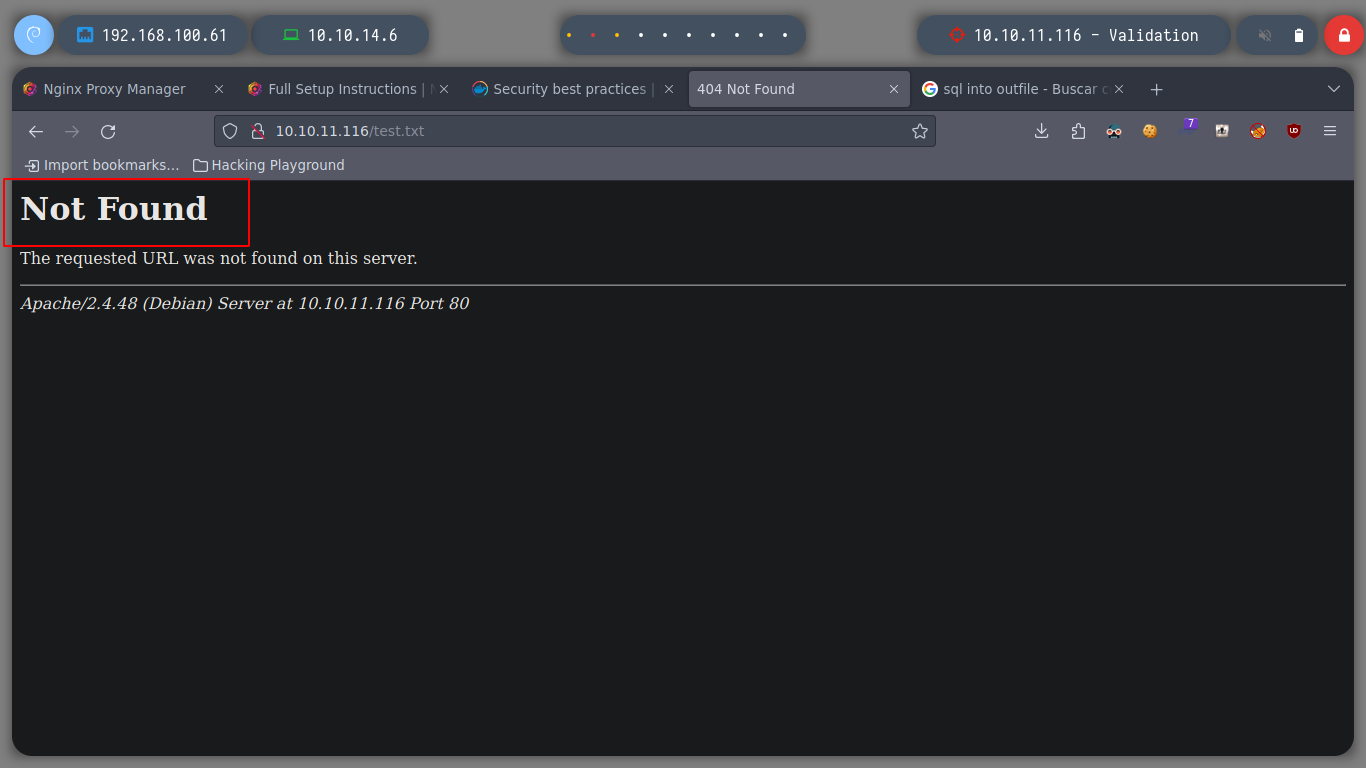 192.168.100.61 10.10.14.6 10.10.11.116 - Validation
Nginx Proxy Manager Full Setup Instructions | Security best practices | 404 Not Found sql into outfile - Buscar
10.10.11.116/test.txt 7
Import bookmarks... Hacking Playground
Not Found
The requested URL was not found on this server.
Apache/2.4.48 (Debian) Server at 10.10.11.116 Port 80